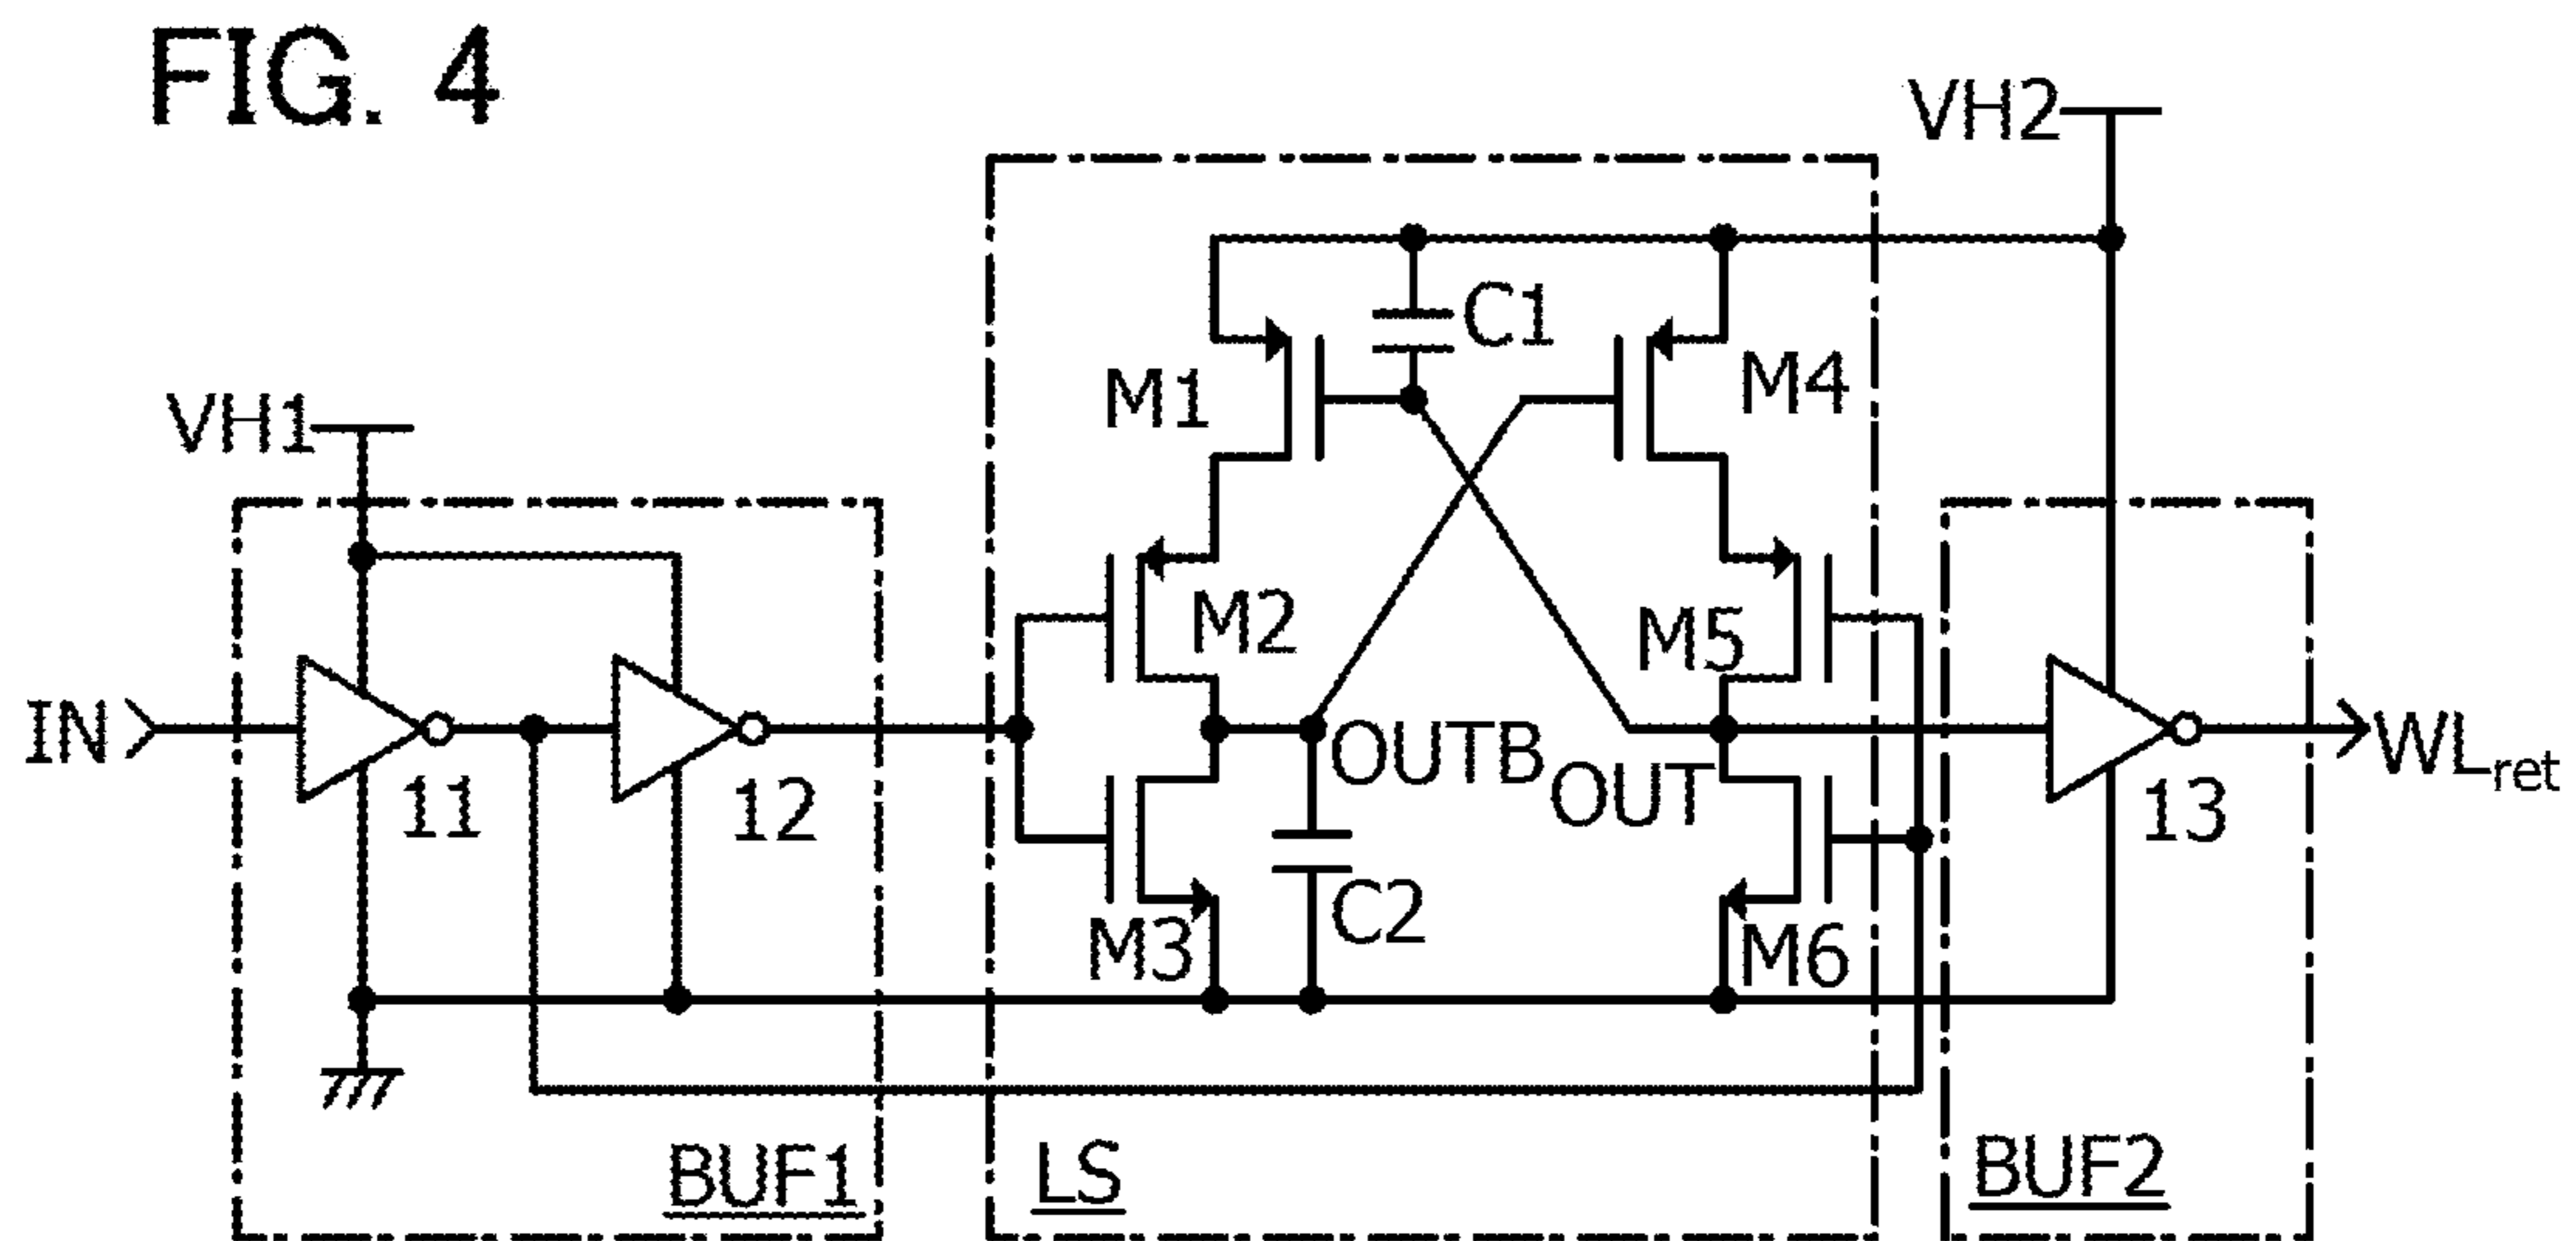 FIG. 4
VH2
C1
M1
M4
VH1
M2
M5
IN
OUTB
OUT
WLret
11
12
13
C2
M3
M6
BUF1
LS
BUF2